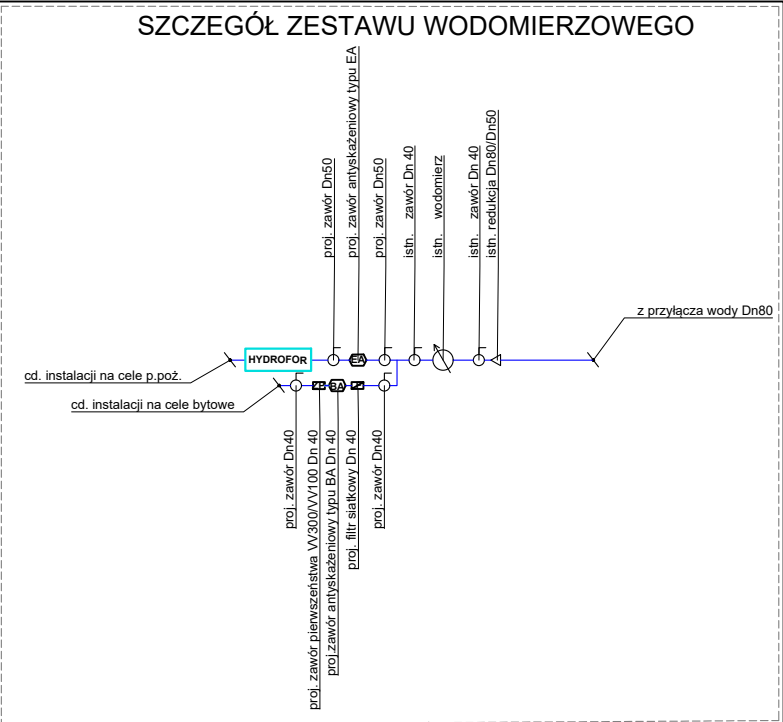 SZCZEGÓŁ ZESTAWU WODOMIERZOWEGO
proj. zawór Dn50
proj. zawór antyskażeniowy typu EA
proj. zawór Dn50
istn. zawór Dn 40
istn. wodomierz
istn. zawór Dn 40
istn. redukcja Dn80/Dn50
z przyłącza wody Dn80
HYDROFOR
EA
cd. instalacji na cele p.poż.
BA
cd. instalacji na cele bytowe
proj. zawór Dn40
proj. zawór pierwszeństwa VV300/VV100 Dn 40
proj.zawór antyskażeniowy typu BA Dn 40
proj. filtr siatkowy Dn 40
proj. zawór Dn40